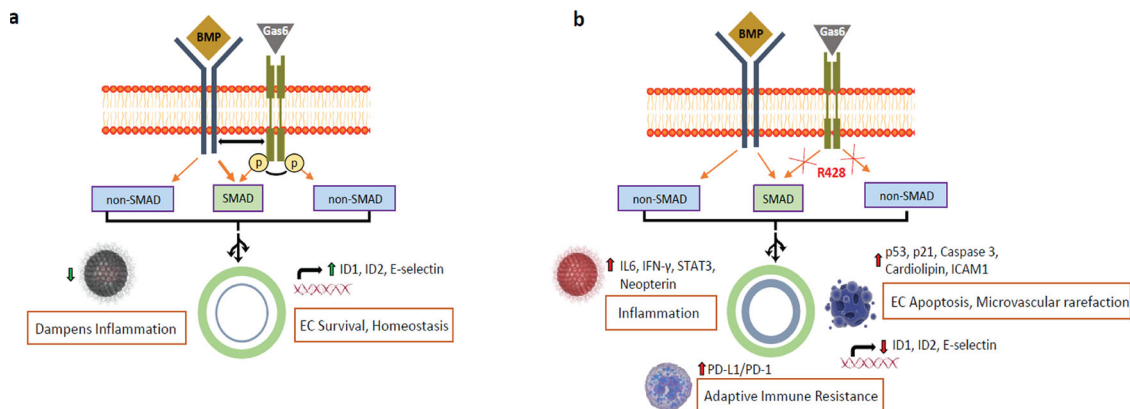 a
BMP
Gas6
p
p
non-SMAD
SMAD
non-SMAD
ID1, ID2, E-selectin
Dampens Inflammation
EC Survival, Homeostasis
b
BMP
Gas6
R428
non-SMAD
SMAD
non-SMAD
IL6, IFN-γ, STAT3,
Neopterin
Inflammation
p53, p21, Caspase 3,
Cardiolipin, ICAM1
EC Apoptosis, Microvascular rarefaction
ID1, ID2, E-selectin
PD-L1/PD-1
Adaptive Immune Resistance